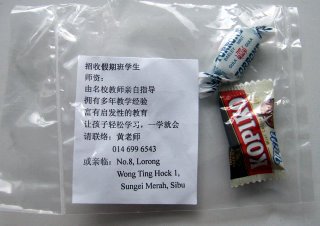 招收假期班学生
师资:
由名校教师亲自指导
拥有多年教学经验
富有启发性的教育
让孩子轻松学习，一学就会
请联络: 黄老师
014 699 6543
或亲临: No.8, Lorong
Wong Ting Hock 1,
Sungei Merah, Sibu
KOPIKO